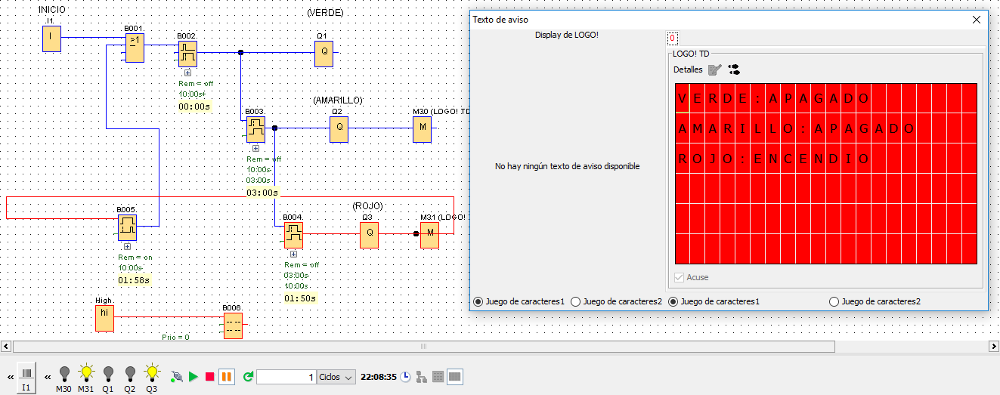 INICIO
I1
I
B001
≥1
B002
Rem = off
10:00s+
00:00s
(VERDE)
Q1
Q
B003
Rem = off
10:00s-
03:00s-
03:00s
(AMARILLO)
Q2
Q
M30 (LOGO! TD
M
B005
Rem = on
10:00s-
01:58s
B004
Rem = off
03:00s-
10:00s-
01:50s
(ROJO)
Q3
Q
M31 (LOGO! T
M
High
hi
B006
Prio = 0
Texto de aviso
Display de LOGO!
No hay ningún texto de aviso disponible
0
LOGO! TD
Detalles
VERDE:APAGADO
AMARILLO:APAGADO
ROJO:ENCENDIO
Acuse
Juego de caracteres1
Juego de caracteres2
Juego de caracteres1
Juego de caracteres2
I1
M30
M31
Q1
Q2
Q3
1
Ciclos
22:08:35